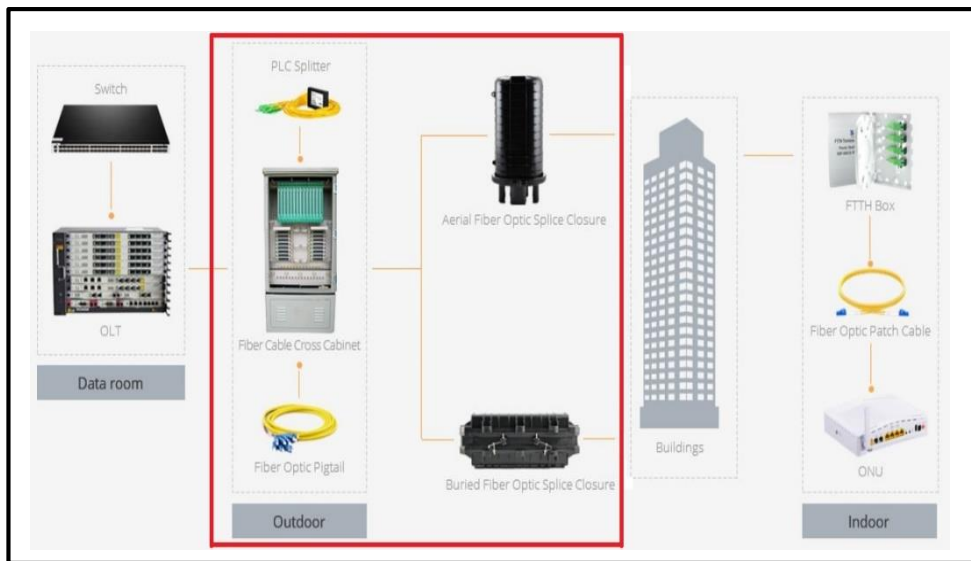 Switch
OLT
Data room
PLC Splitter
Fiber Cable Cross Cabinet
Fiber Optic Pigtail
Outdoor
Aerial Fiber Optic Splice Closure
Buried Fiber Optic Splice Closure
Buildings
FTTH Box
Fiber Optic Patch Cable
ONU
Indoor